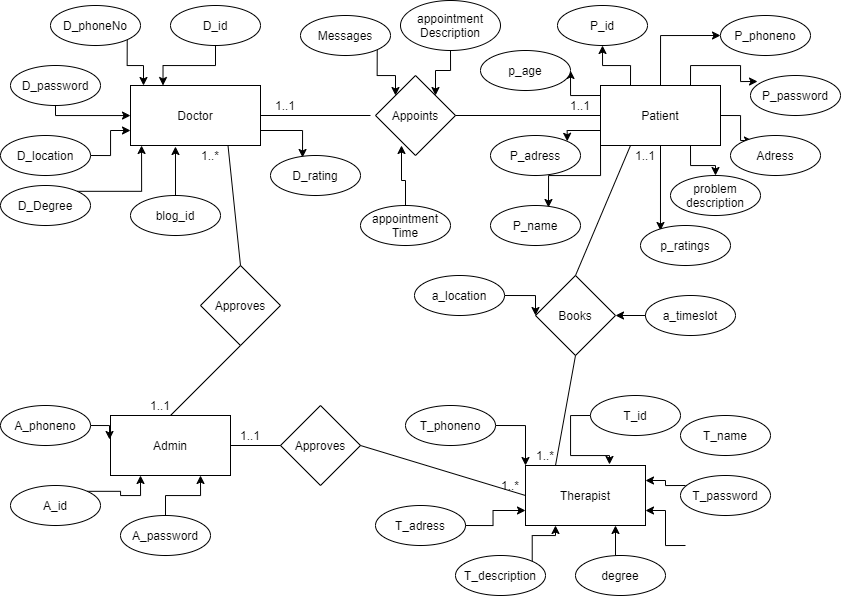 D_phoneNo
D_id
Messages
appointment
Description
P_id
P_phoneno
p_age
D_password
P_password
1..1
1..1
Doctor
Appoints
Patient
D_location
1..*
P_adress
1..1
Adress
D_rating
problem
description
D_Degree
blog_id
appointment
Time
P_name
p_ratings
a_location
Approves
Books
a_timeslot
1..1
A_phoneno
T_phoneno
T_id
T_name
Admin
1..1
Approves
1..*
1..*
Therapist
T_password
A_id
A_password
T_adress
T_description
degree